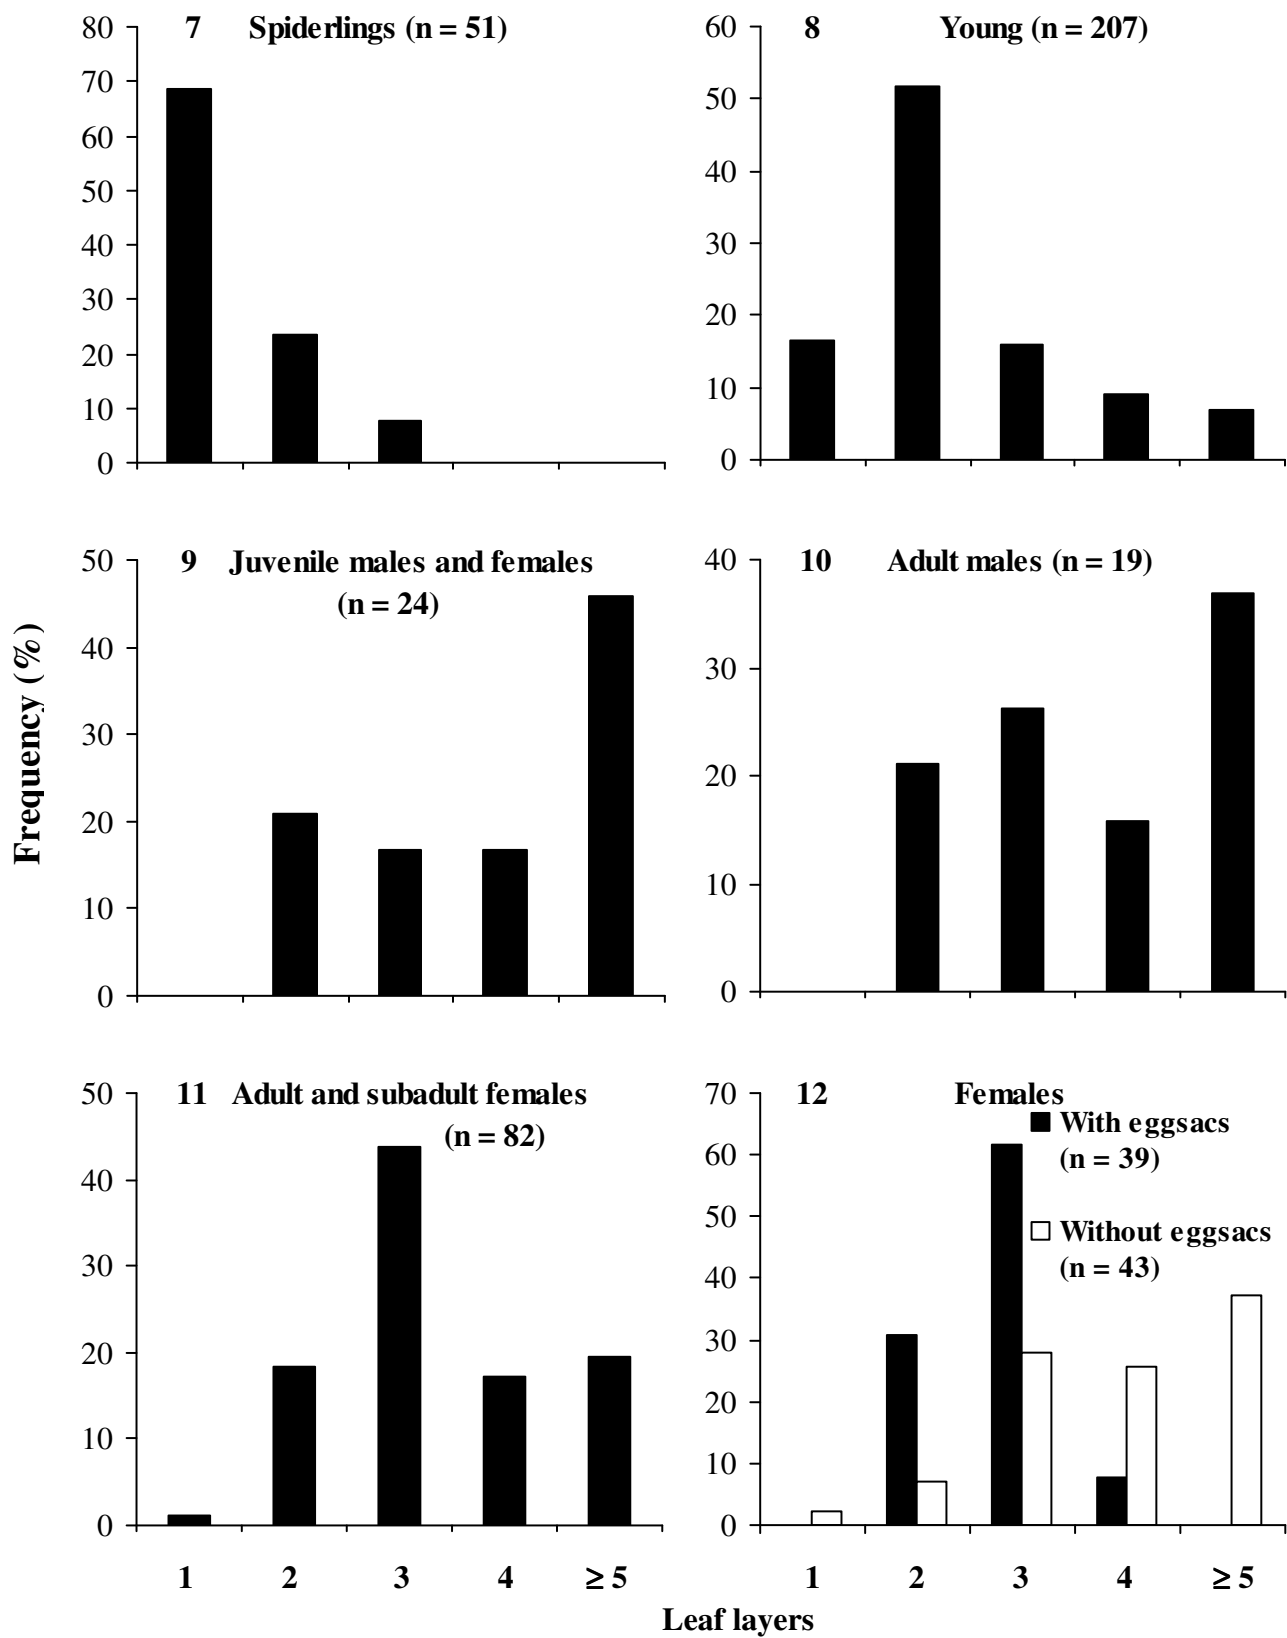 7 Spiderlings (n = 51)
80
70
60
50
40
30
20
10
0
8 Young (n = 207)
60
50
40
30
20
10
0
Frequency (%)
9 Juvenile males and females
(n = 24)
50
40
30
20
10
0
10 Adult males (n = 19)
40
30
20
10
0
11 Adult and subadult females
(n = 82)
50
40
30
20
10
0
1 2 3 4 ≥ 5
12 Females
With eggsacs
(n = 39)
Without eggsacs
(n = 43)
70
60
50
40
30
20
10
0
1 2 3 4 ≥ 5
Leaf layers